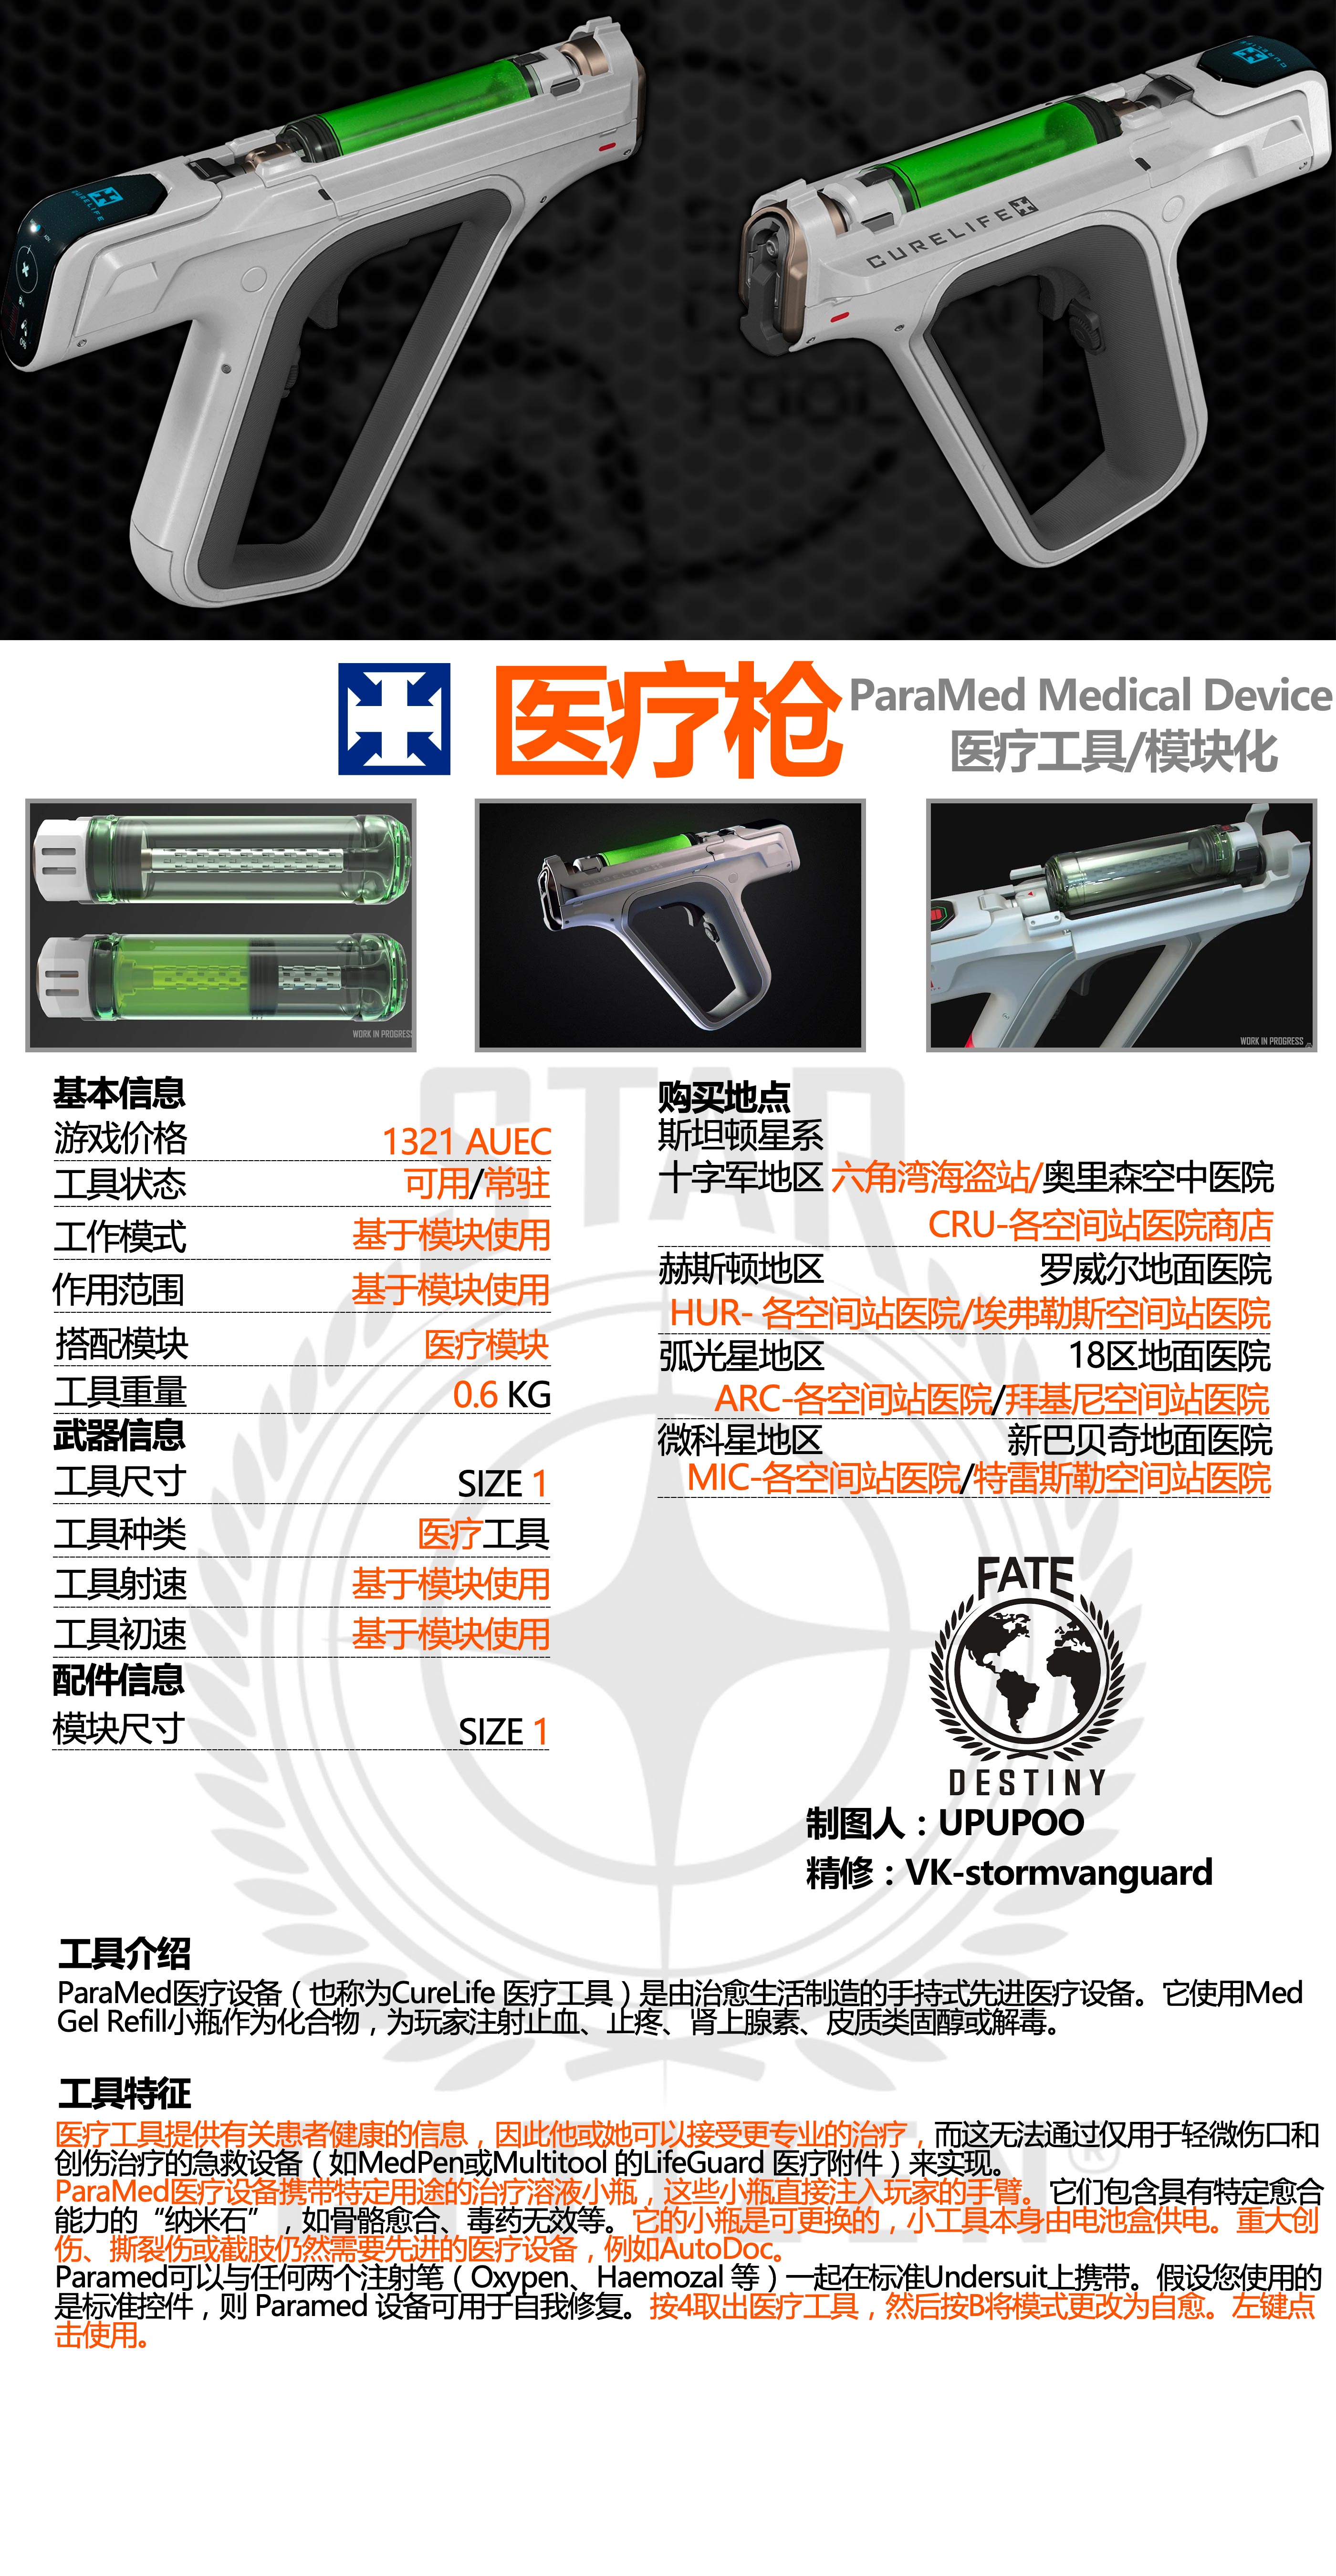 CURELIFE
CURELIFE
CURELIFE
TOOL
医疗枪
ParaMed Medical Device
医疗工具/模块化
WORK IN PROGRESS
WORK IN PROGRESS
STAR
基本信息
游戏价格 1321 AUEC
工具状态 可用/常驻
工作模式 基于模块使用
作用范围 基于模块使用
搭配模块 医疗模块
工具重量 0.6 KG
武器信息
工具尺寸 SIZE 1
工具种类 医疗工具
工具射速 基于模块使用
工具初速 基于模块使用
配件信息
模块尺寸 SIZE 1
购买地点
斯坦顿星系
十字军地区 六角湾海盗站/奥里森空中医院
CRU-各空间站医院商店
赫斯顿地区 罗威尔地面医院
HUR- 各空间站医院/埃弗勒斯空间站医院
弧光星地区 18区地面医院
ARC-各空间站医院/拜基尼空间站医院
微科星地区 新巴贝奇地面医院
MIC-各空间站医院/特雷斯勒空间站医院
FATE
DESTINY
制图人：UPUPOO
精修：VK-stormvanguard
工具介绍
ParaMed医疗设备（也称为CureLife 医疗工具）是由治愈生活制造的手持式先进医疗设备。它使用Med
Gel Refill小瓶作为化合物，为玩家注射止血、止疼、肾上腺素、皮质类固醇或解毒。
工具特征
医疗工具提供有关患者健康的信息，因此他或她可以接受更专业的治疗，而这无法通过仅用于轻微伤口和
创伤治疗的急救设备（如MedPen或Multitool 的LifeGuard 医疗附件）来实现。
ParaMed医疗设备携带特定用途的治疗溶液小瓶，这些小瓶直接注入玩家的手臂。它们包含具有特定愈合
能力的“纳米石”，如骨骼愈合、毒药无效等。它的小瓶是可更换的，小工具本身由电池盒供电。重大创
伤、撕裂伤或截肢仍然需要先进的医疗设备，例如AutoDoc。
Paramed可以与任何两个注射笔（Oxypen、Haemozal 等）一起在标准Undersuit上携带。假设您使用的
是标准控件，则 Paramed 设备可用于自我修复。按4取出医疗工具，然后按B将模式更改为自愈。左键点
击使用。